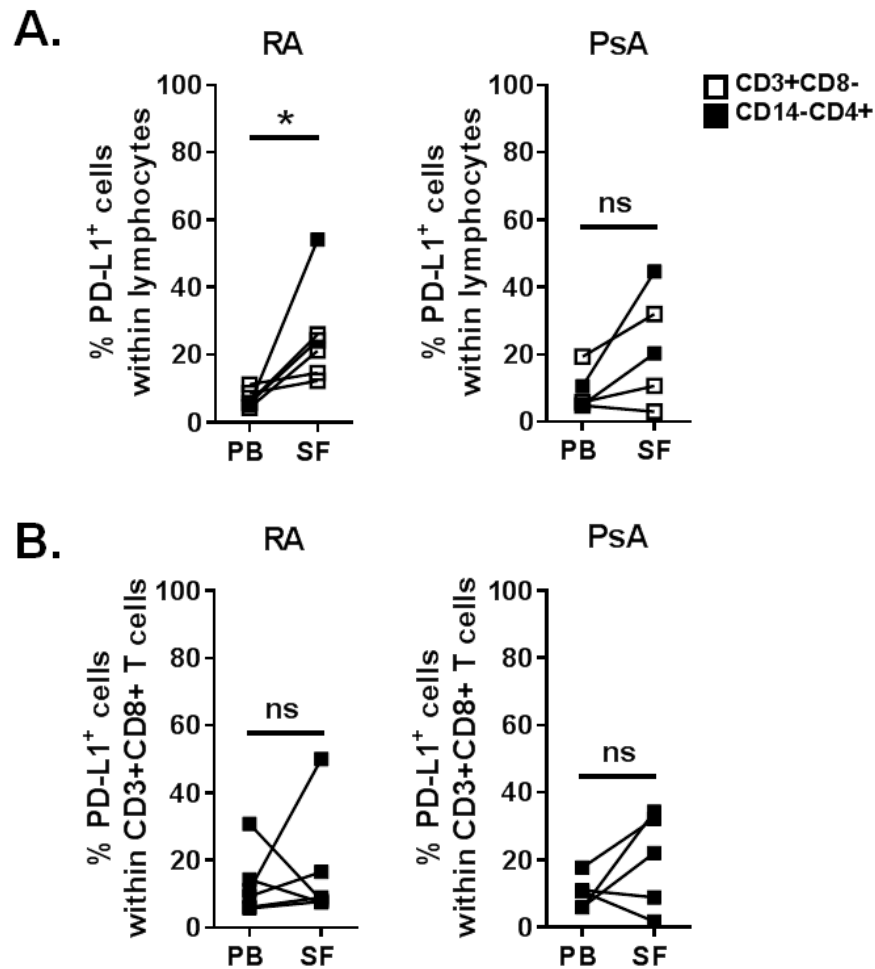 A.
RA
% PD-L1+ cells
within lymphocytes
100
80
60
40
20
0
*
PB SF
PsA
% PD-L1+ cells
within lymphocytes
100
80
60
40
20
0
ns
PB SF
CD3+CD8-
CD14-CD4+
B.
RA
% PD-L1+ cells
within CD3+CD8+ T cells
100
80
60
40
20
0
ns
PB SF
PsA
% PD-L1+ cells
within CD3+CD8+ T cells
100
80
60
40
20
0
ns
PB SF